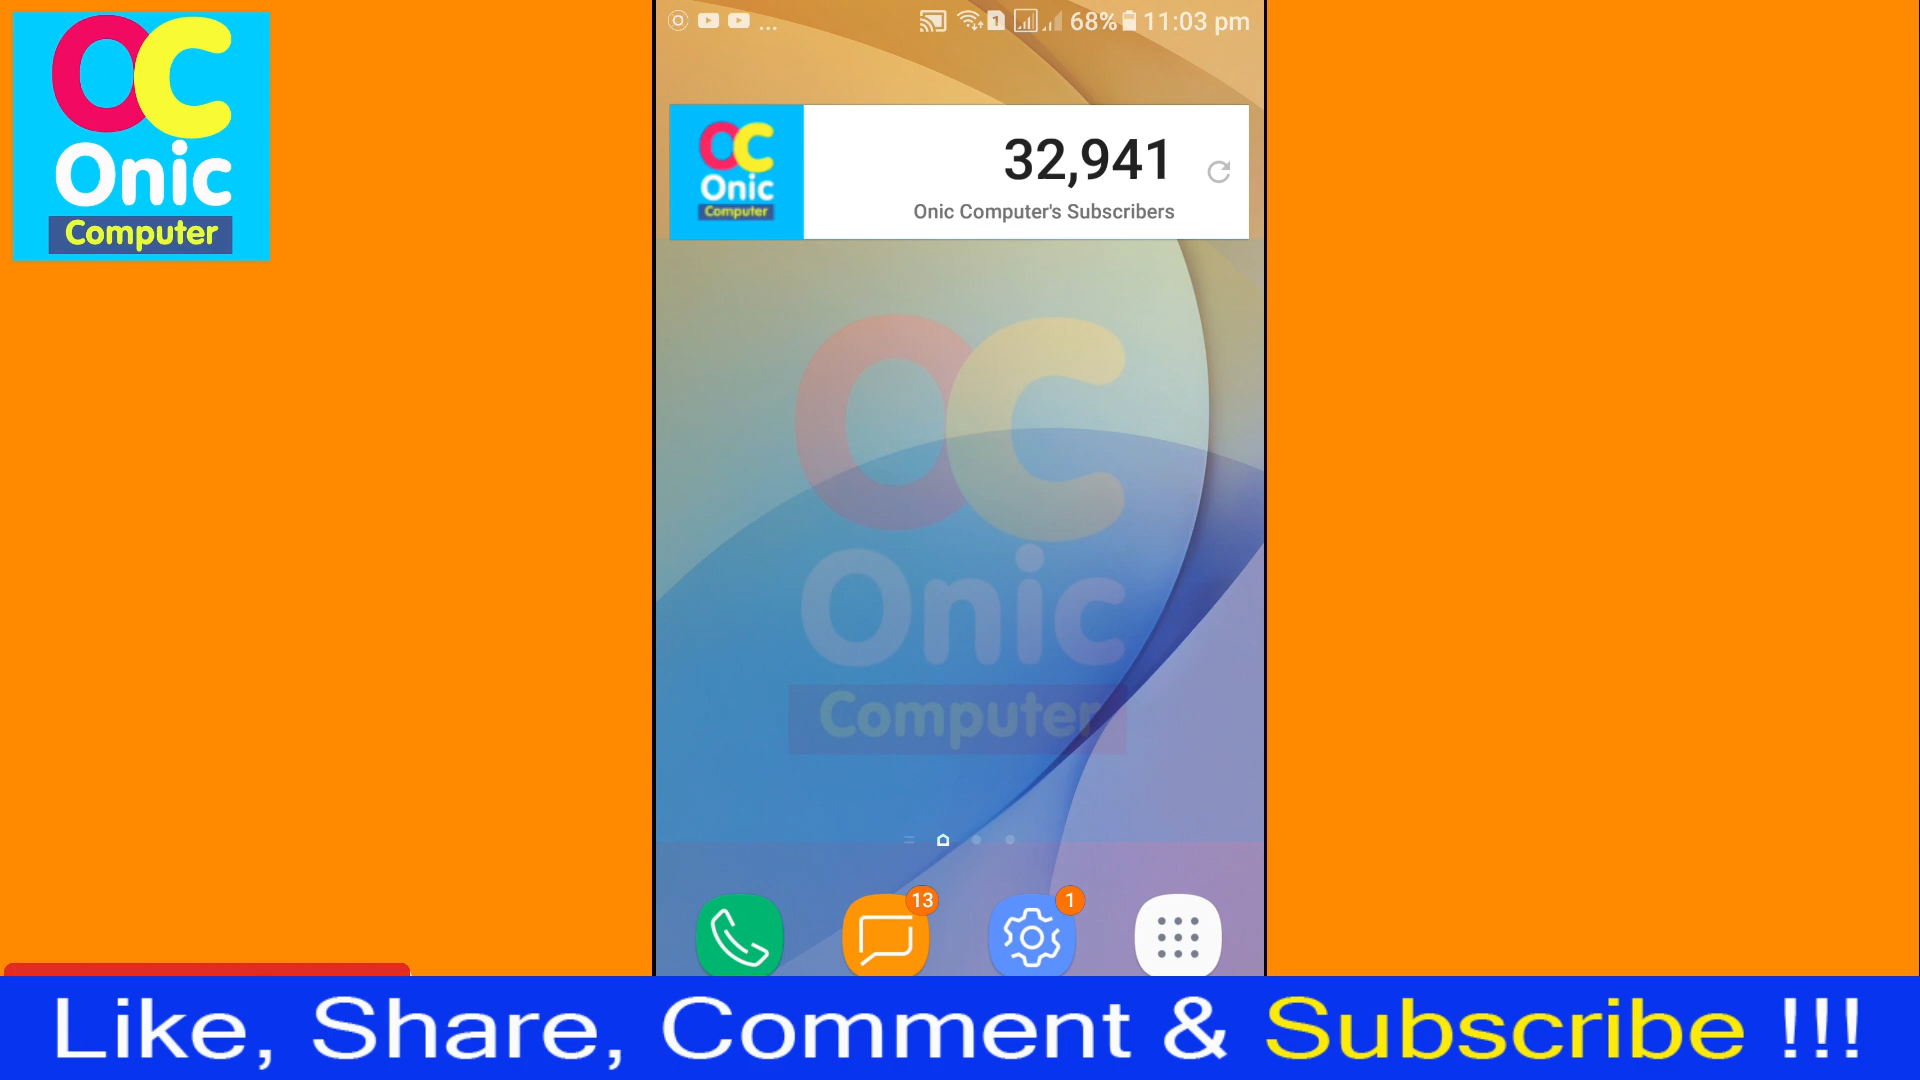 OC
Onic
Computer
... 1 68% 11:03 pm
OC
Onic
Computer
32,941
Onic Computer's Subscribers
OC
Onic
Computer
13
1
Like, Share, Comment & Subscribe !!!